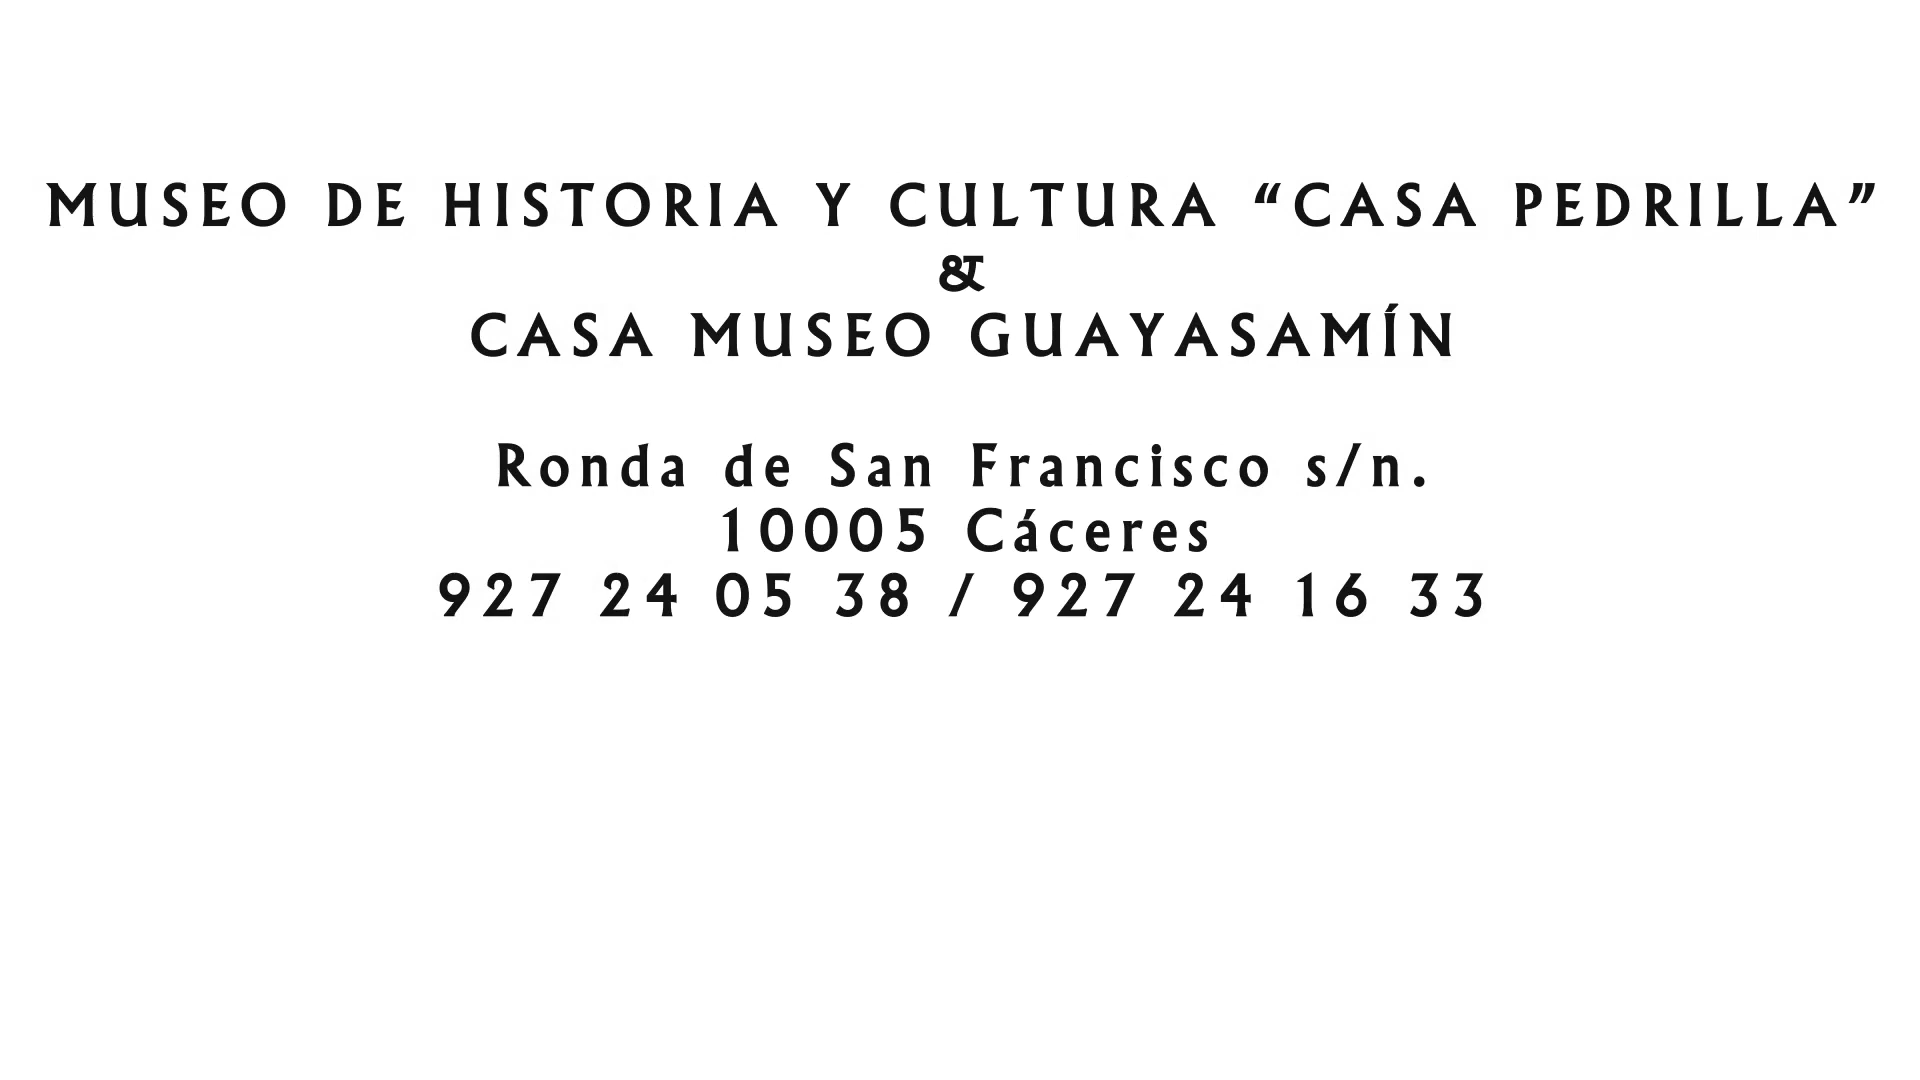 MUSEO DE HISTORIA Y CULTURA “CASA PEDRILLA”
&
CASA MUSEO GUAYASAMÍN
Ronda de San Francisco s/n.
10005 Cáceres
927 24 05 38 / 927 24 16 33